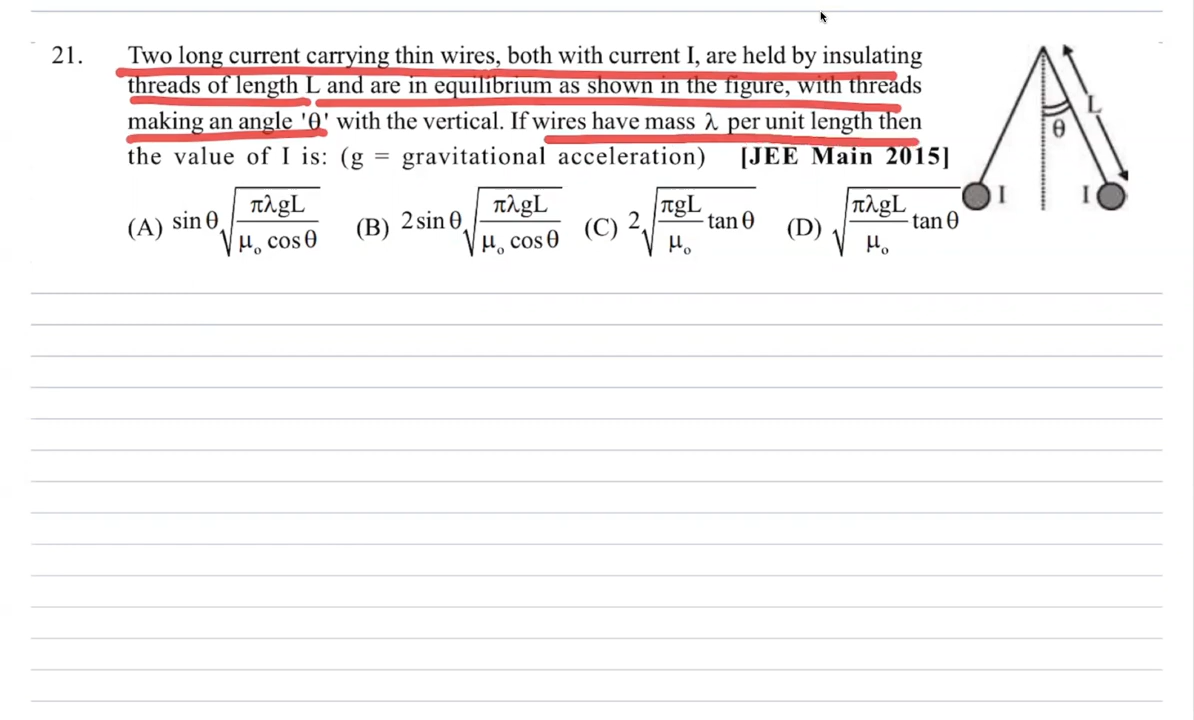 21. Two long current carrying thin wires, both with current I, are held by insulating
threads of length L and are in equilibrium as shown in the figure, with threads
making an angle 'θ' with the vertical. If wires have mass λ per unit length then
the value of I is: (g = gravitational acceleration) [JEE Main 2015]
(A) sin θ √(πλgL / μ₀ cos θ) (B) 2 sin θ √(πλgL / μ₀ cos θ) (C) 2√(πgL / μ₀ tan θ) (D) √(πλgL / μ₀ tan θ)
L
θ
I I